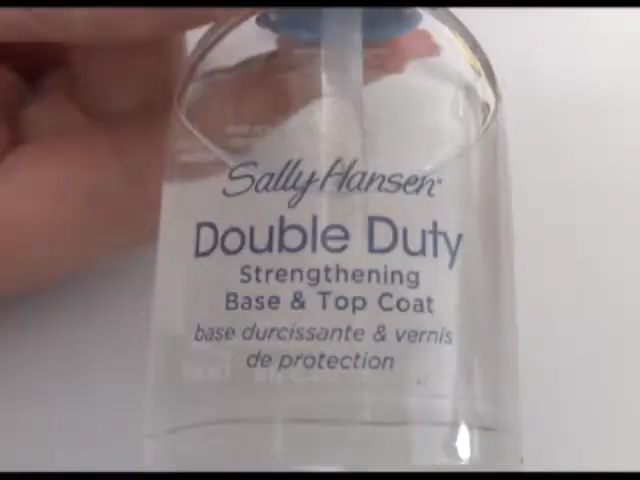 Sally Hansen
Double Duty
Strengthening
Base & Top Coat
base durcissante & vernis
de protection